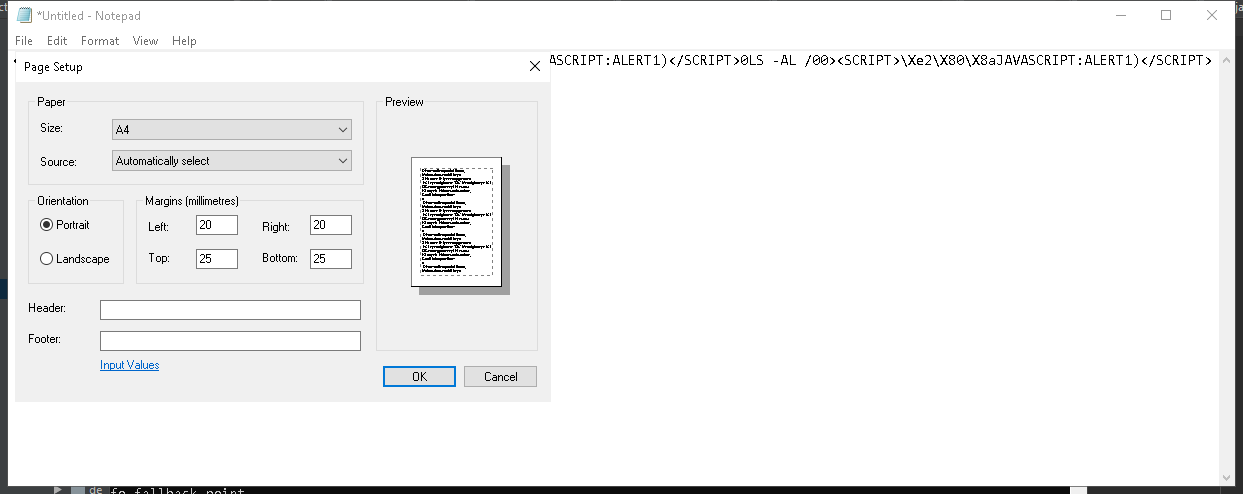 *Untitled - Notepad
File Edit Format View Help
ASCRIPT:ALERT1)</SCRIPT>0LS -AL /00><SCRIPT>\Xe2\X80\X8aJAVASCRIPT:ALERT1)</SCRIPT>
Page Setup
Paper
Size: A4
Source: Automatically select
Orientation
Portrait
Landscape
Margins (millimetres)
Left: 20 Right: 20
Top: 25 Bottom: 25
Preview
Header:
Footer:
Input Values
OK Cancel
de fo fallback point